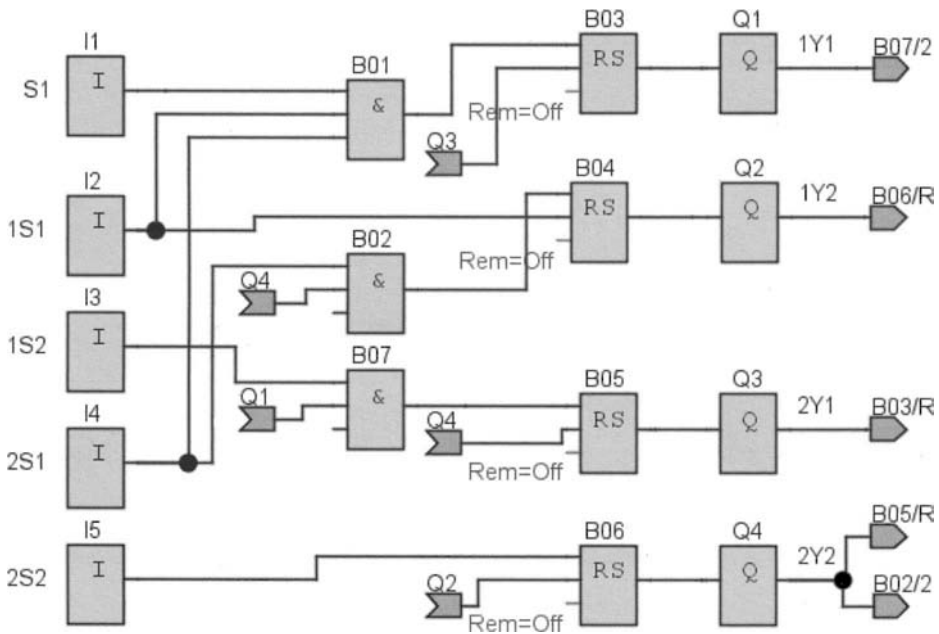 I1
S1
I
B01
&
B03
RS
Rem=Off
Q1
Q
1Y1
B07/2
Q3
I2
1S1
I
B04
RS
Rem=Off
Q2
Q
1Y2
B06/R
B02
&
Q4
I3
1S2
I
B07
&
Q1
B05
RS
Q4
Rem=Off
Q3
Q
2Y1
B03/R
I4
2S1
I
I5
2S2
I
B06
RS
Q2
Rem=Off
Q4
Q
2Y2
B05/R
B02/2